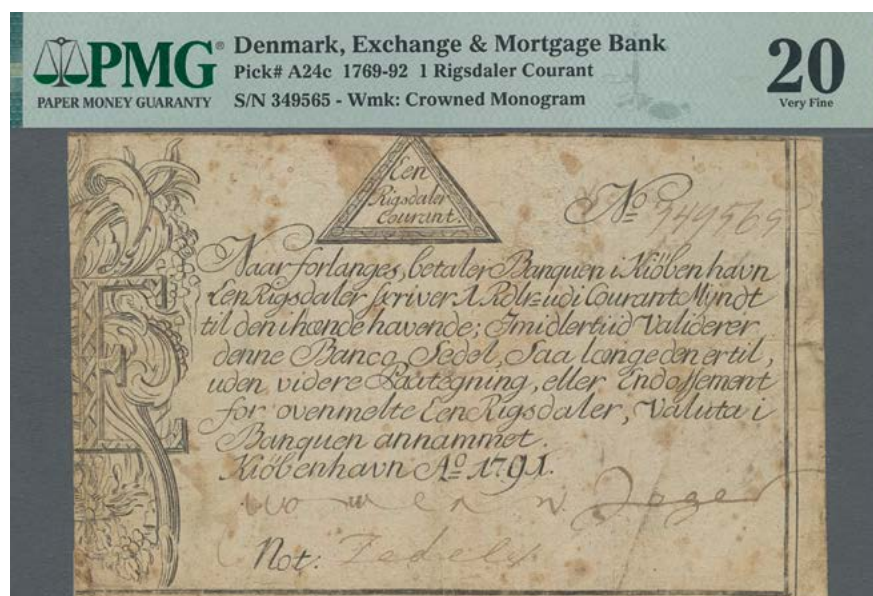 PMG®
PAPER MONEY GUARANTY
Denmark, Exchange & Mortgage Bank
Pick# A24c 1769-92 1 Rigsdaler Courant
S/N 349565 - Wmk: Crowned Monogram
20
Very Fine
Een
Rigsdaler
Courant.
No 349565
Naar forlanges, betaler Banquen i Kiöbenhavn
Een Rigsdaler skriver 1 Rdlr= udi Courant Myndt
til den ihænde havende; Imidlertiid Validerer
denne Banco Sedel, Saa længe den er til,
uden videre Paategning, eller Endossement
for ovenmelte Een Rigsdaler, Valuta i
Banquen annammet.
Kiöbenhavn Ao 1791.
Not:
E